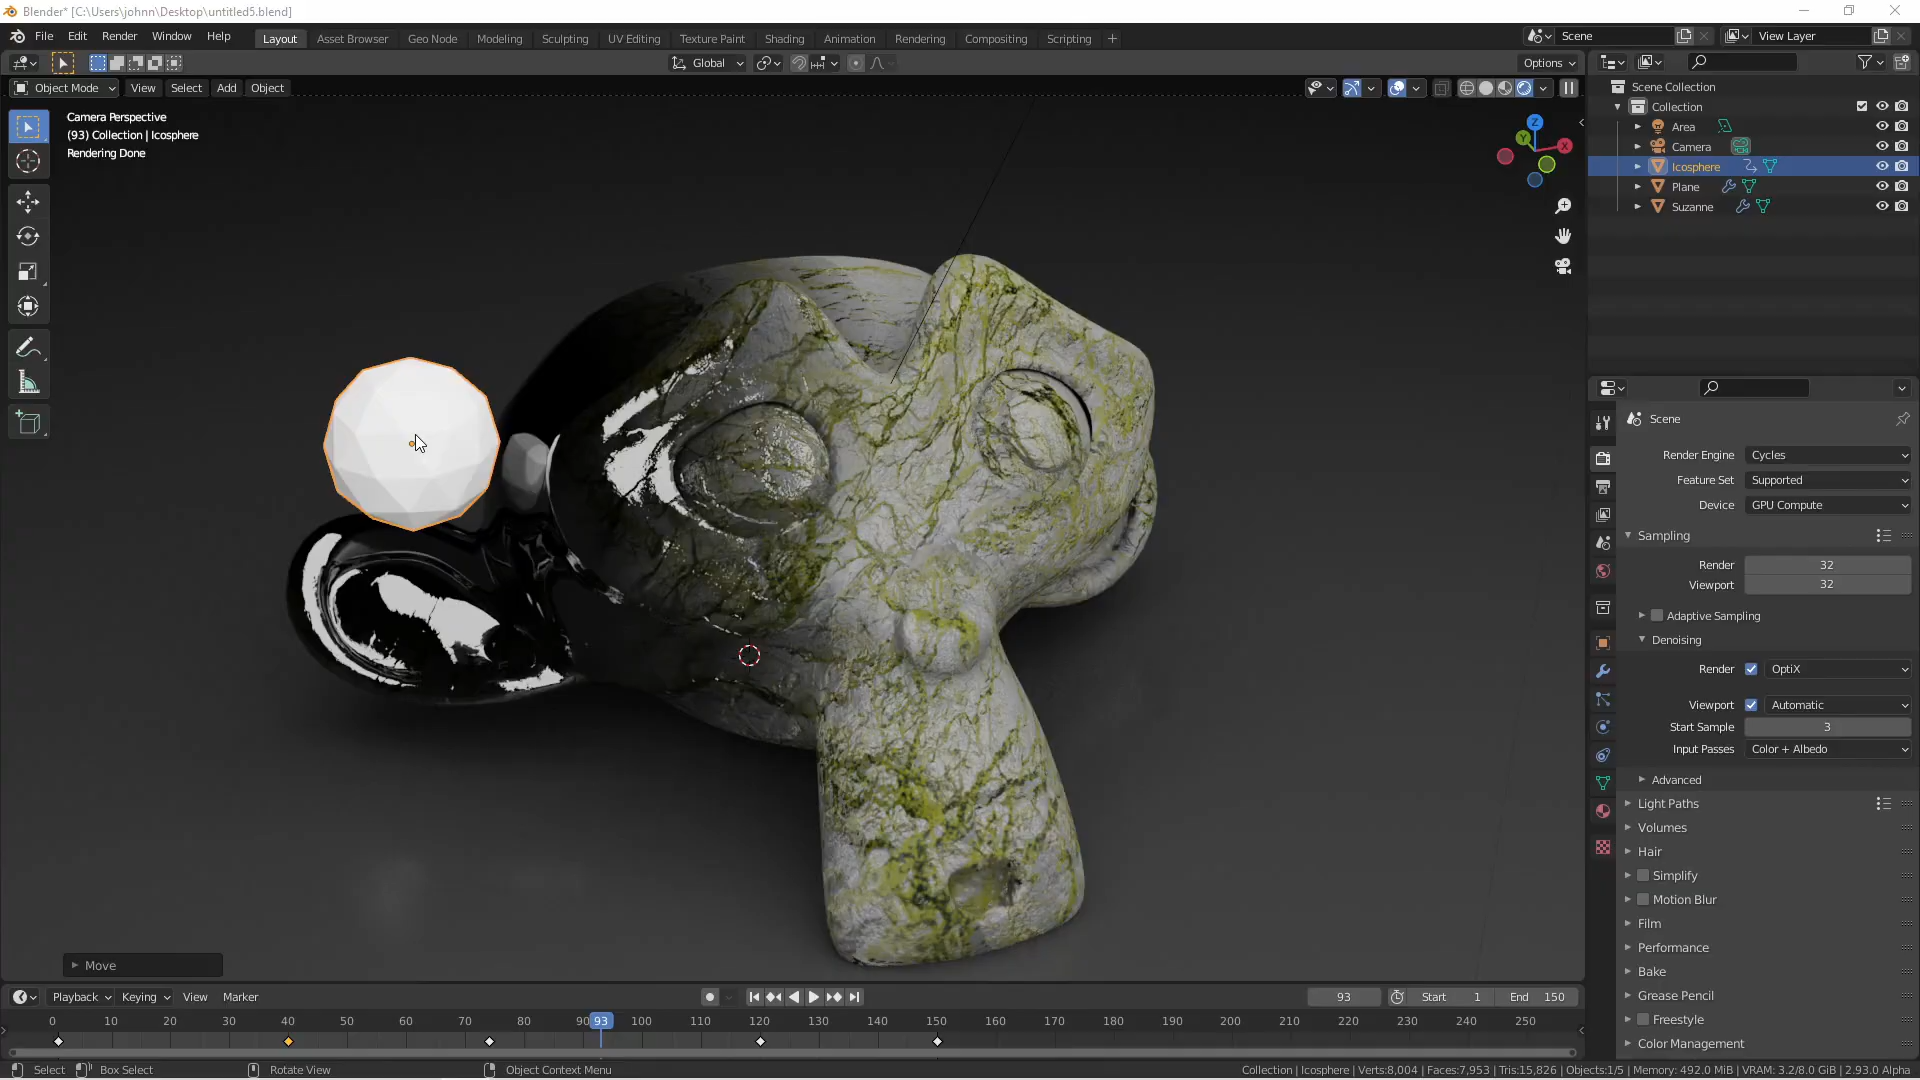 Blender* [C:\Users\johnn\Desktop\untitled5.blend]
File Edit Render Window Help
Layout Asset Browser Geo Node Modeling Sculpting UV Editing Texture Paint Shading Animation Rendering Compositing Scripting +
Scene
View Layer
Global
Options
Object Mode View Select Add Object
Camera Perspective
(93) Collection | Icosphere
Rendering Done
Z
Y
X
Scene Collection
Collection
Area
Camera
Icosphere
Plane
Suzanne
Scene
Render Engine Cycles
Feature Set Supported
Device GPU Compute
Sampling
Render 32
Viewport 32
Adaptive Sampling
Denoising
Render OptiX
Viewport Automatic
Start Sample 3
Input Passes Color + Albedo
Advanced
Light Paths
Volumes
Hair
Simplify
Motion Blur
Film
Performance
Bake
Grease Pencil
Freestyle
Color Management
Move
Playback Keying View Marker
93 Start 1 End 150
0 10 20 30 40 50 60 70 80 90 93 100 110 120 130 140 150 160 170 180 190 200 210 220 230 240 250
Select Box Select Rotate View Object Context Menu
Collection | Icosphere | Verts:8,004 | Faces:7,953 | Tris:15,826 | Objects:1/5 | Memory: 492.0 MiB | VRAM: 3.2/8.0 GiB | 2.93.0 Alpha